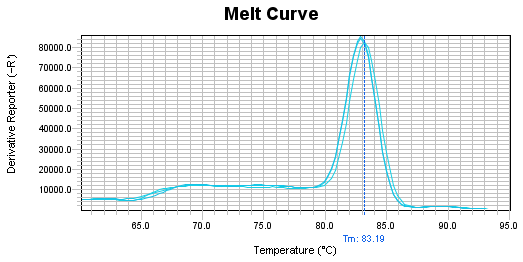 Melt Curve
Derivative Reporter (-R´)
80000.0
70000.0
60000.0
50000.0
40000.0
30000.0
20000.0
10000.0
65.0 70.0 75.0 80.0 85.0 90.0 95.0
Tm: 83.19
Temperature (°C)